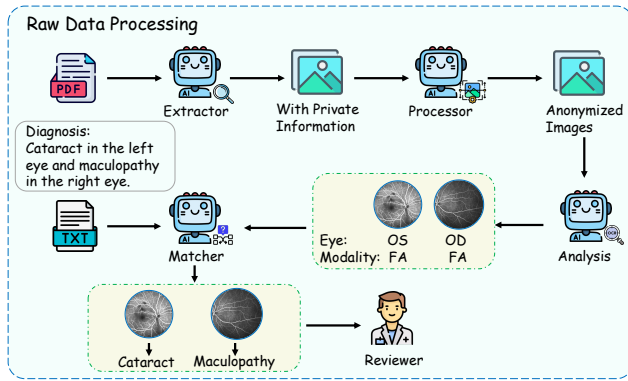 Raw Data Processing
PDF
AI
Extractor
With Private
Information
AI
Processor
Anonymized
Images
Diagnosis:
Cataract in the left
eye and maculopathy
in the right eye.
TXT
AI
?
Matcher
Eye: OS OD
Modality: FA FA
AI
OCR
Analysis
Cataract Maculopathy
Reviewer